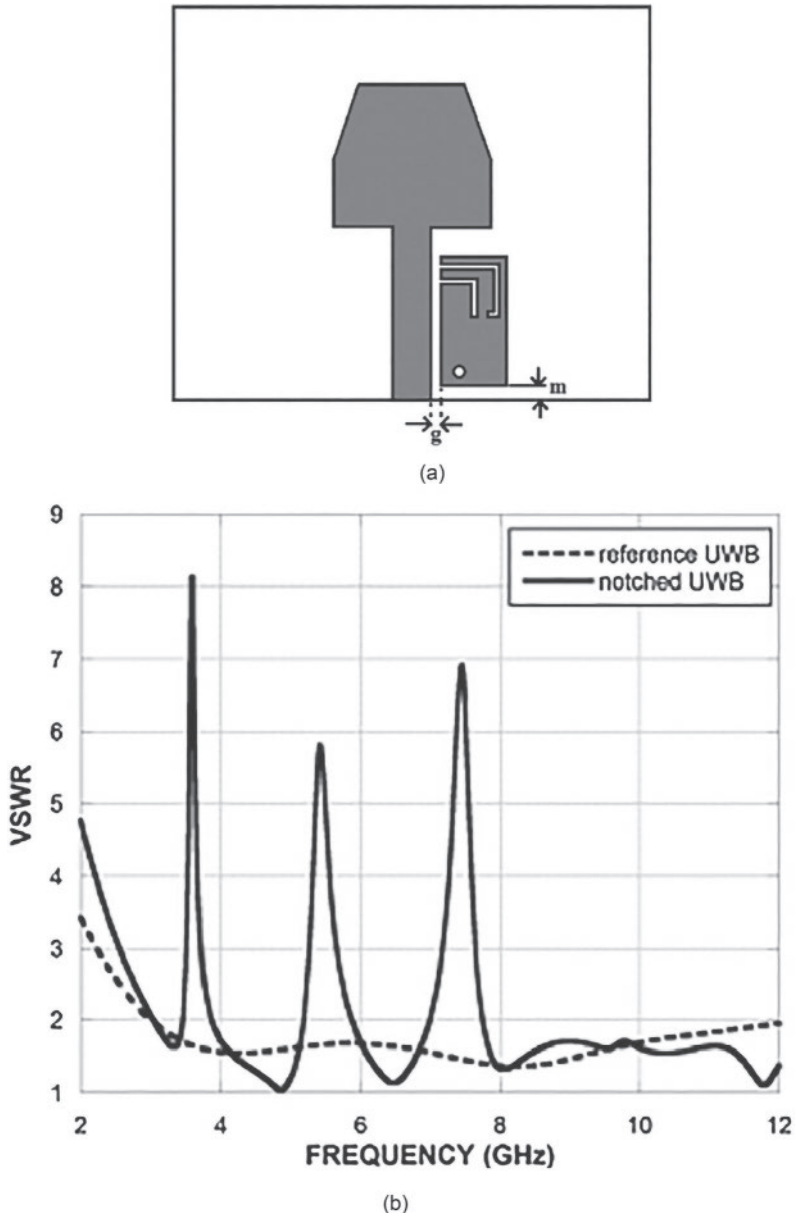 m
g
(a)
9
8
7
6
5
4
3
2
1
VSWR
reference UWB
notched UWB
2 4 6 8 10 12
FREQUENCY (GHz)
(b)